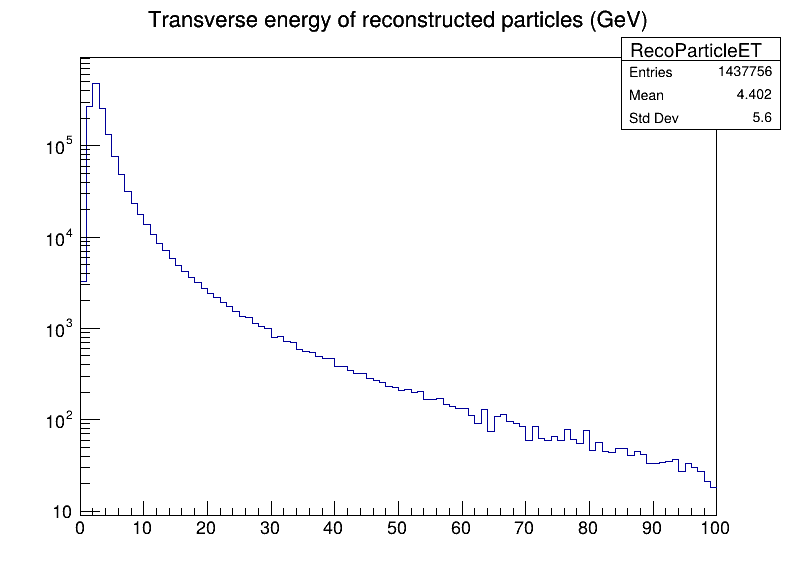 Transverse energy of reconstructed particles (GeV)
RecoParticleET
Entries 1437756
Mean 4.402
Std Dev 5.6
10^5
10^4
10^3
10^2
10
0 10 20 30 40 50 60 70 80 90 100